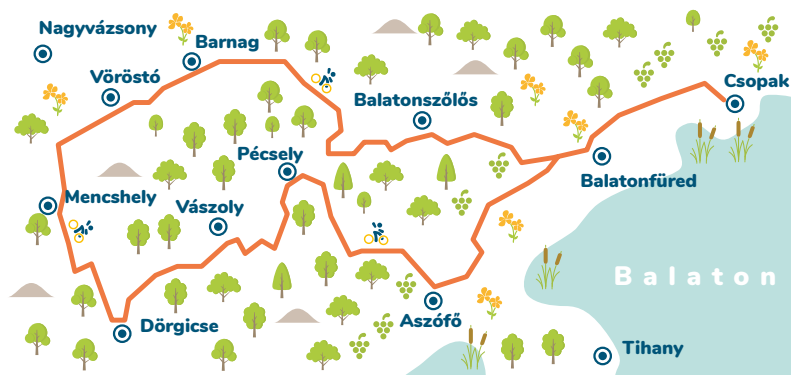 Nagyvázsony
Barnag
Vöröstó
Csopak
Balatonszőlős
Pécsely
Balatonfüred
Mencshely
Vászoly
Balaton
Dörgicse
Aszófő
Tihany